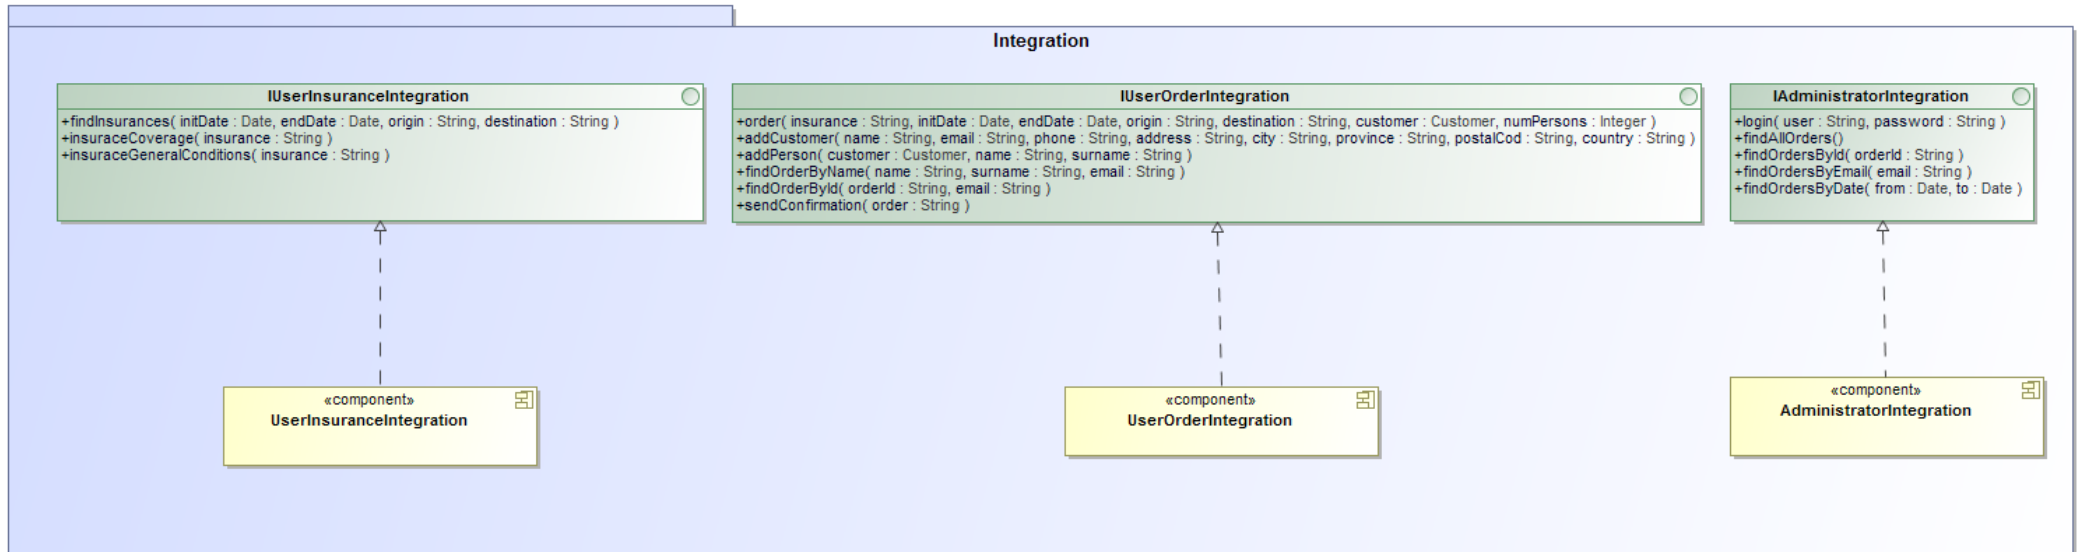 Integration
IUserInsuranceIntegration
+findInsurances( initDate : Date, endDate : Date, origin : String, destination : String )
+insuraceCoverage( insurance : String )
+insuraceGeneralConditions( insurance : String )
IUserOrderIntegration
+order( insurance : String, initDate : Date, endDate : Date, origin : String, destination : String, customer : Customer, numPersons : Integer )
+addCustomer( name : String, email : String, phone : String, address : String, city : String, province : String, postalCod : String, country : String )
+addPerson( customer : Customer, name : String, surname : String )
+findOrderByName( name : String, surname : String, email : String )
+findOrderById( orderId : String, email : String )
+sendConfirmation( order : String )
IAdministratorIntegration
+login( user : String, password : String )
+findAllOrders()
+findOrdersById( orderId : String )
+findOrdersByEmail( email : String )
+findOrdersByDate( from : Date, to : Date )
«component»
UserInsuranceIntegration
«component»
UserOrderIntegration
«component»
AdministratorIntegration